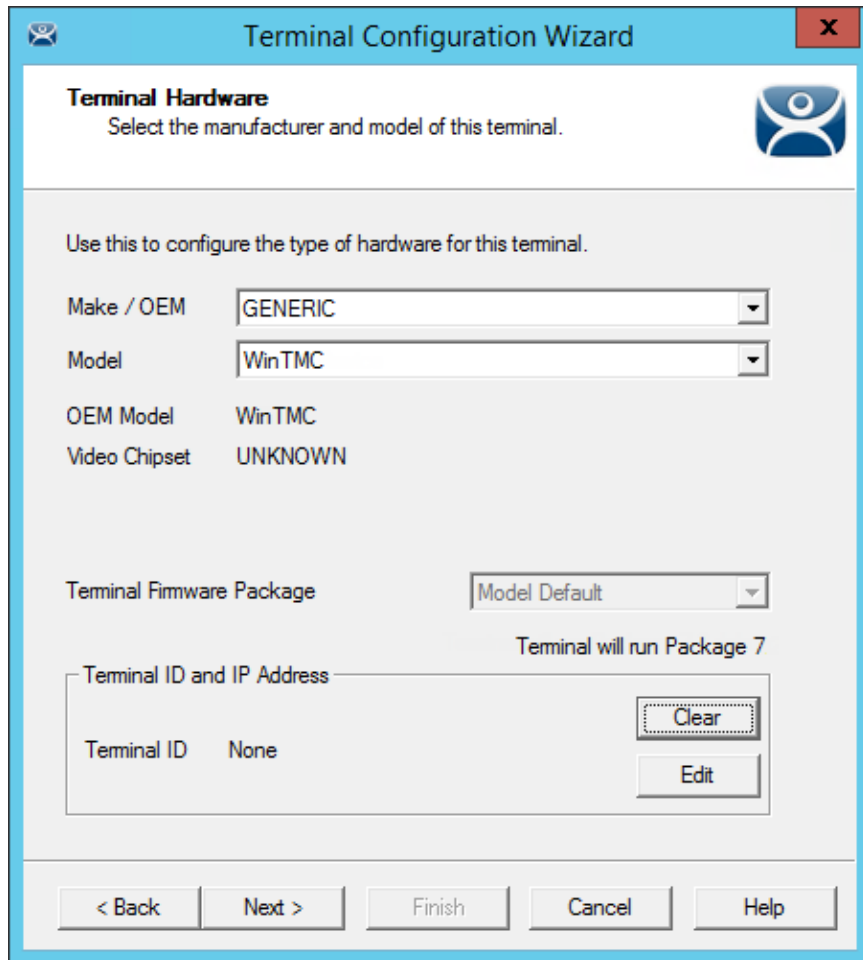 Terminal Configuration Wizard
x
Terminal Hardware
Select the manufacturer and model of this terminal.
Use this to configure the type of hardware for this terminal.
Make / OEM GENERIC
Model WinTMC
OEM Model WinTMC
Video Chipset UNKNOWN
Terminal Firmware Package Model Default
Terminal will run Package 7
Terminal ID and IP Address
Clear
Terminal ID None
Edit
< Back Next > Finish Cancel Help